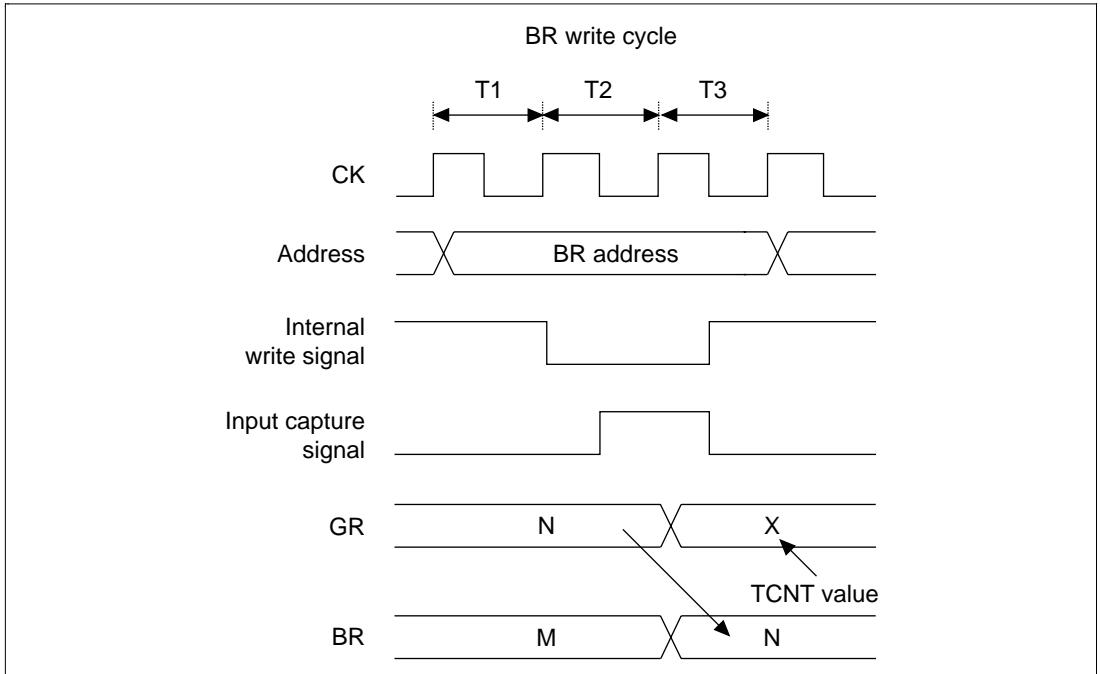 BR write cycle
T1 T2 T3
CK
Address BR address
Internal
write signal
Input capture
signal
GR N X
TCNT value
BR M N